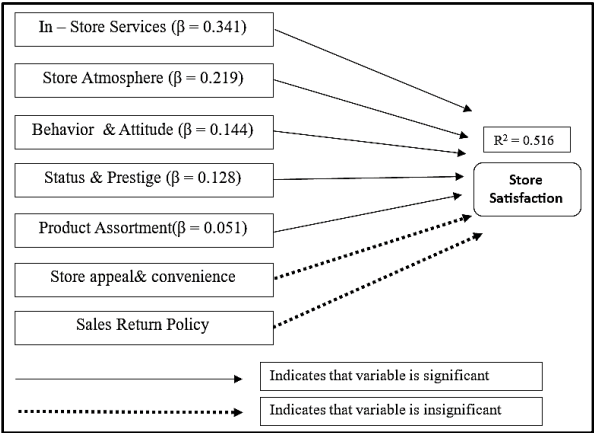 In – Store Services (β = 0.341)
Store Atmosphere (β = 0.219)
Behavior & Attitude (β = 0.144)
Status & Prestige (β = 0.128)
Product Assortment(β = 0.051)
Store appeal& convenience
Sales Return Policy
R² = 0.516
Store
Satisfaction
Indicates that variable is significant
Indicates that variable is insignificant